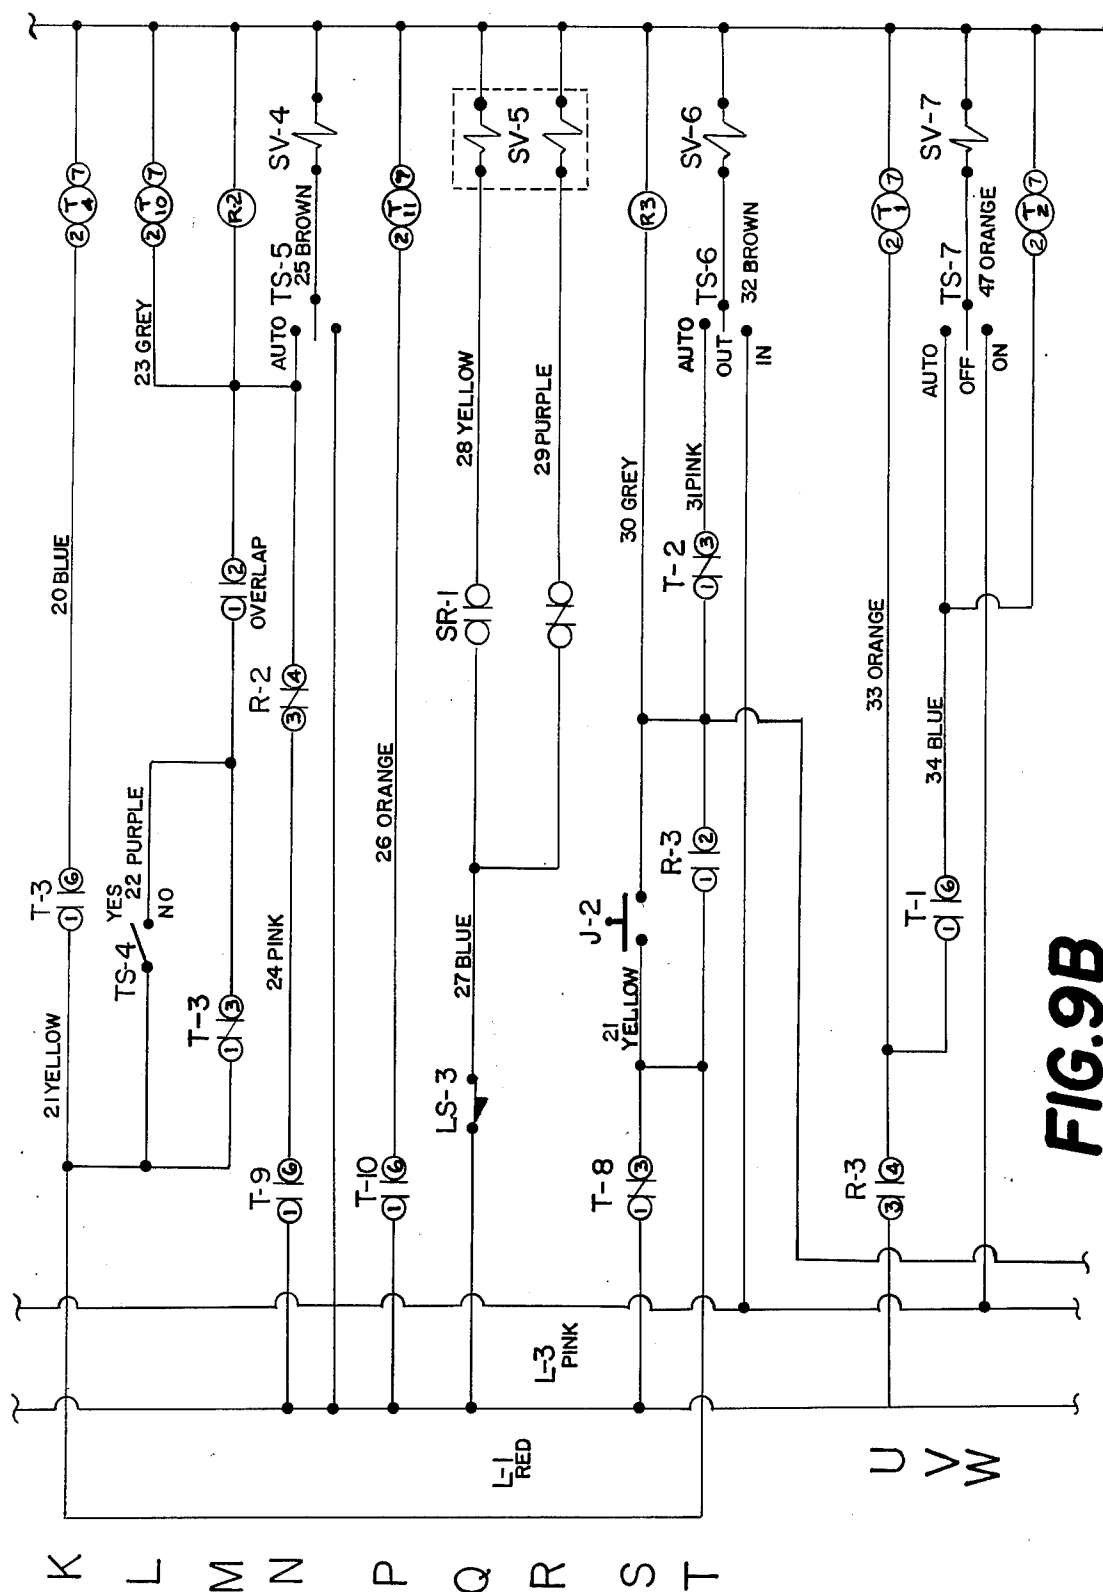 K
21 YELLOW
T-3
1 6
20 BLUE
2 T 4 7
L
TS-4
YES
22 PURPLE
NO
23 GREY
2 T 10 7
M
T-3
1 3
1 2
OVERLAP
R-2
N
T-9
1 6
24 PINK
R-2
3 4
AUTO
TS-5
25 BROWN
SV-4
P
T-10
1 6
26 ORANGE
2 T 11 7
Q
LS-3
27 BLUE
SR-1
28 YELLOW
SV-5
R
29 PURPLE
L-1
RED
L-3
PINK
S
T-8
1 3
21
YELLOW
J-2
30 GREY
R3
T
R-3
1 2
T-2
1 3
31 PINK
AUTO
OUT
IN
TS-6
32 BROWN
SV-6
U
R-3
3 4
33 ORANGE
2 T 1 7
V
T-1
1 6
34 BLUE
AUTO
OFF
ON
TS-7
47 ORANGE
SV-7
W
2 T 2 7
FIG.9B